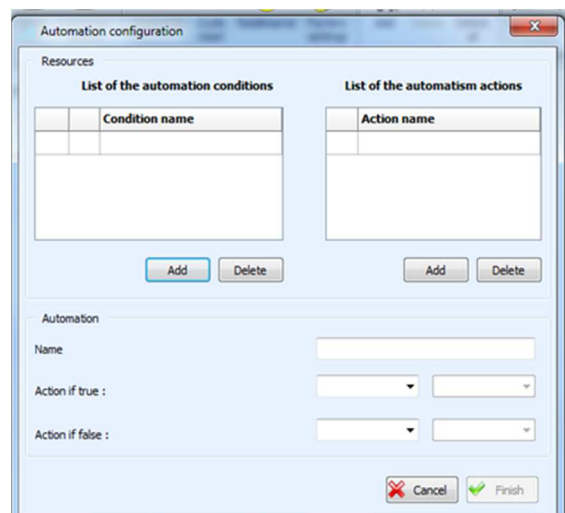 Automation configuration
Resources
List of the automation conditions
List of the automatism actions
Condition name
Action name
Add
Delete
Add
Delete
Automation
Name
Action if true :
Action if false :
Cancel
Finish